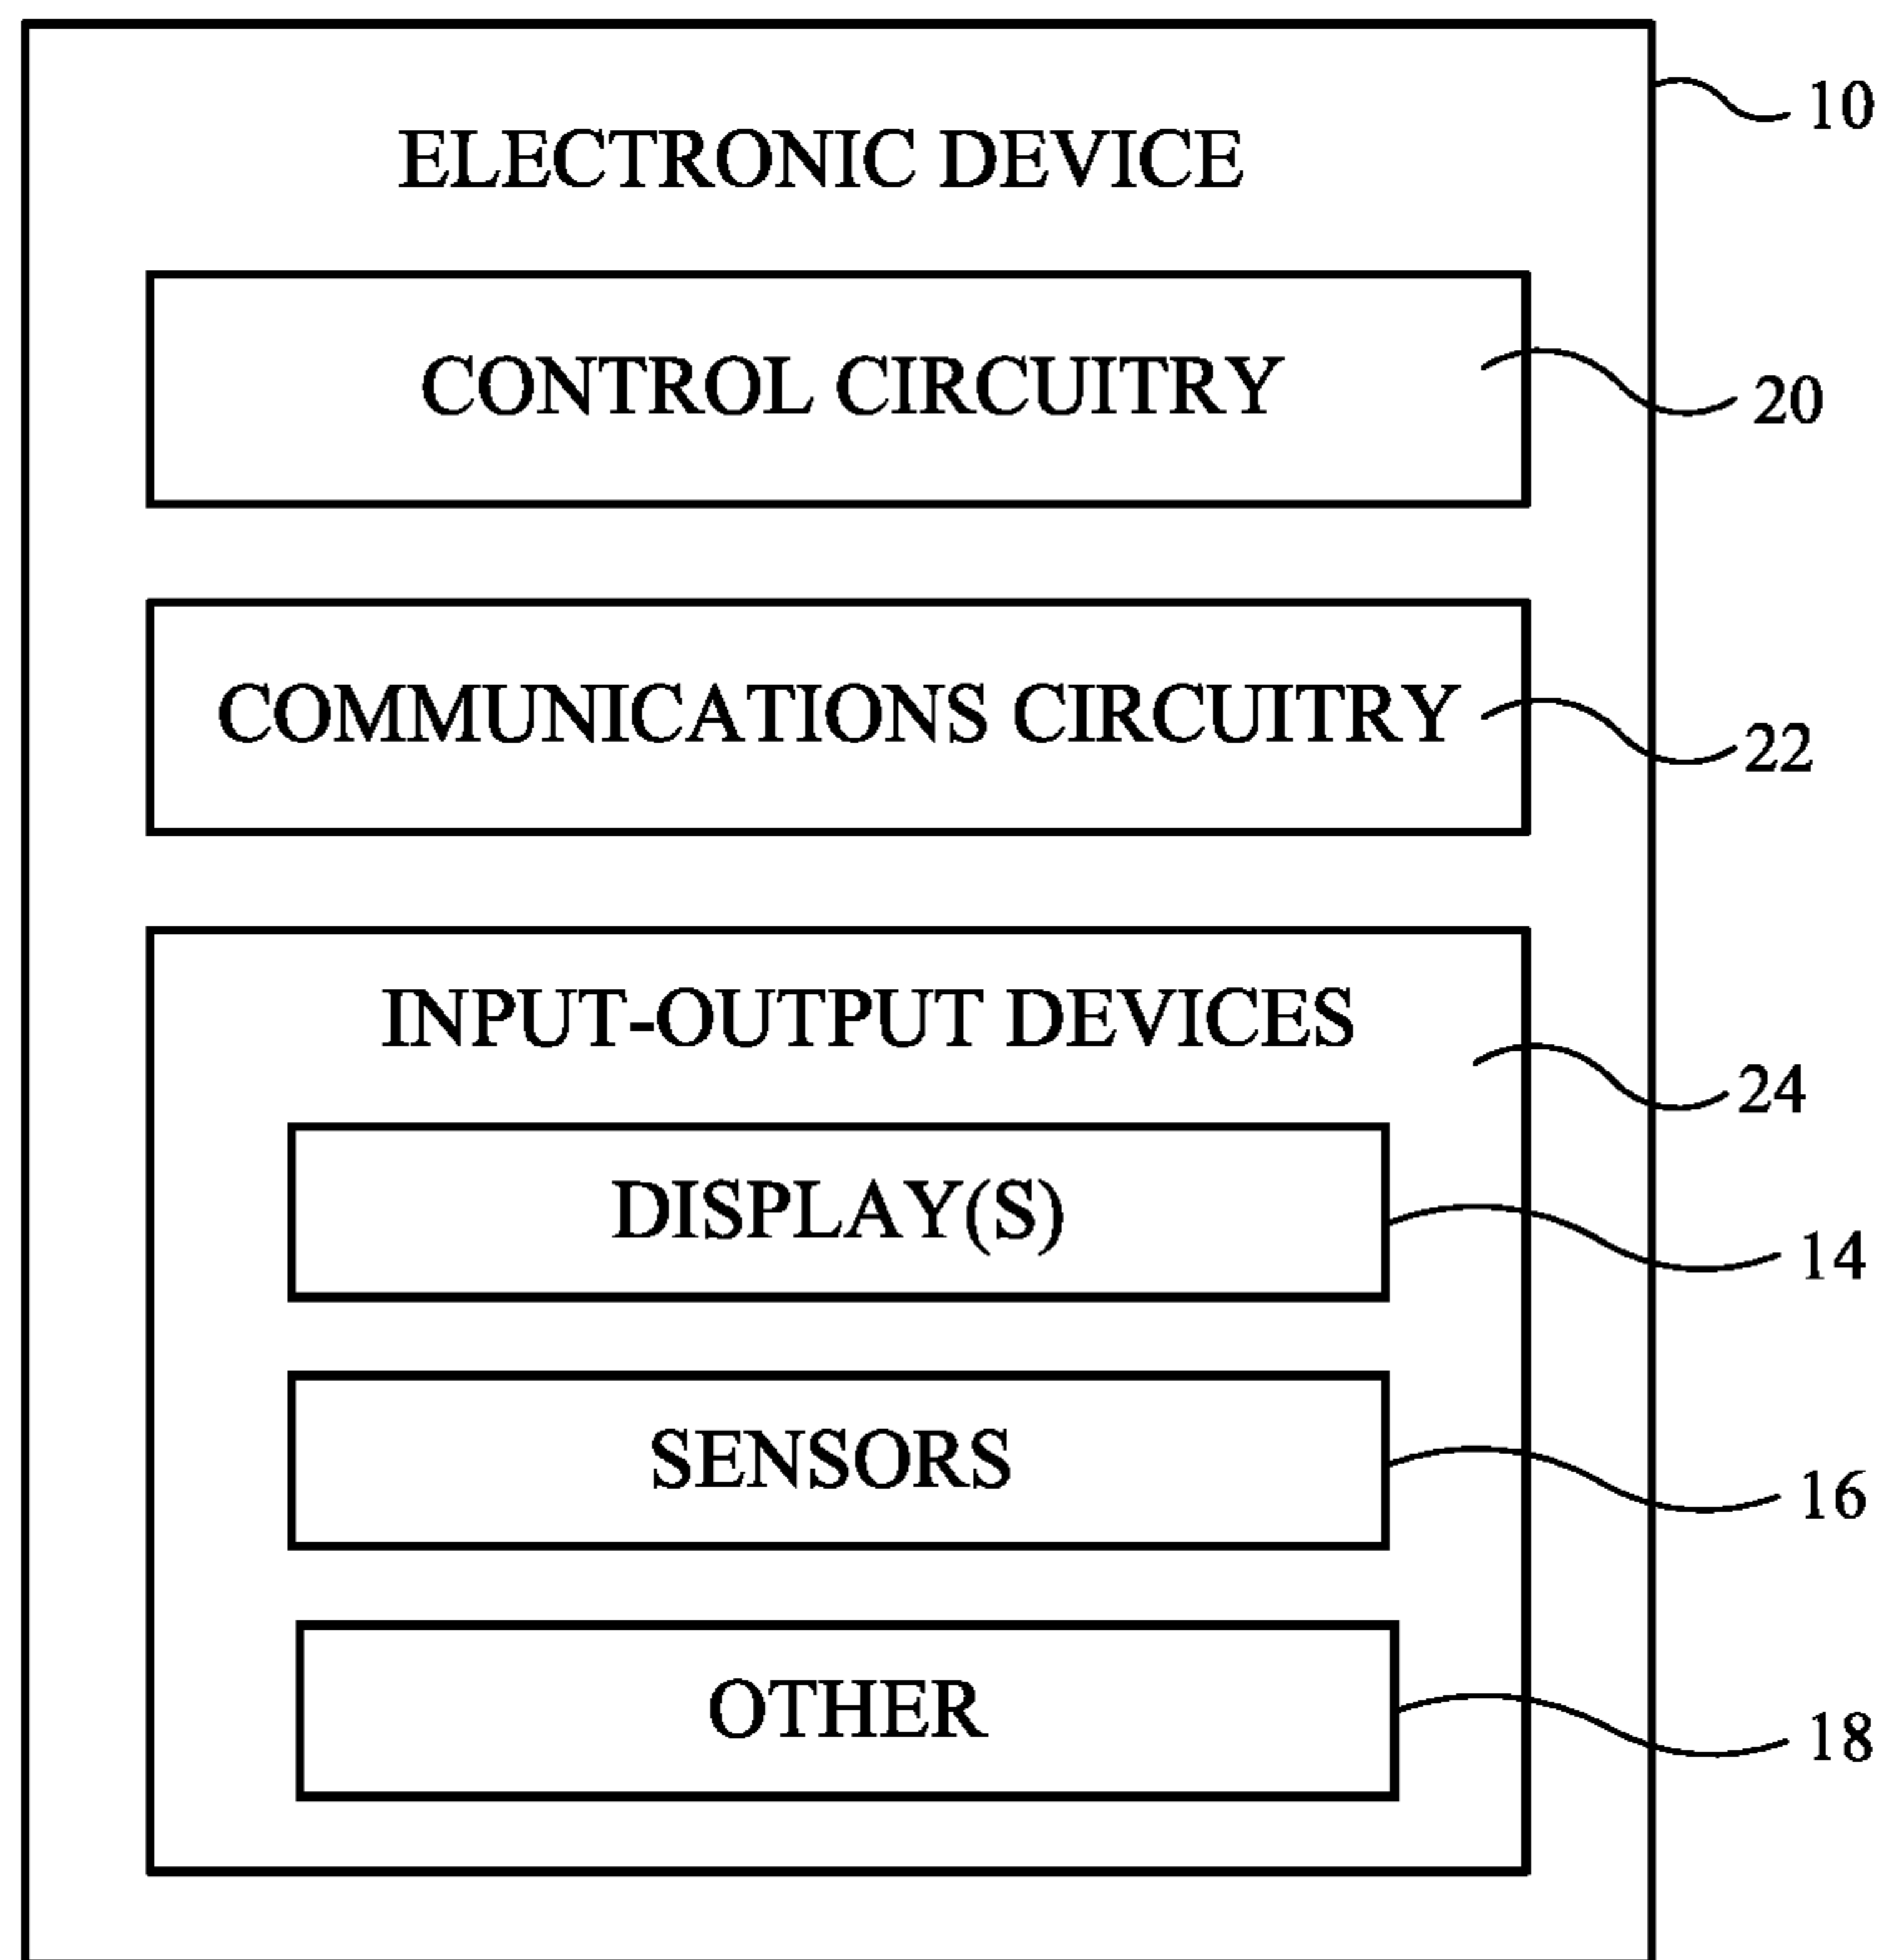 ELECTRONIC DEVICE
10
CONTROL CIRCUITRY
20
COMMUNICATIONS CIRCUITRY
22
INPUT-OUTPUT DEVICES
24
DISPLAY(S)
14
SENSORS
16
OTHER
18